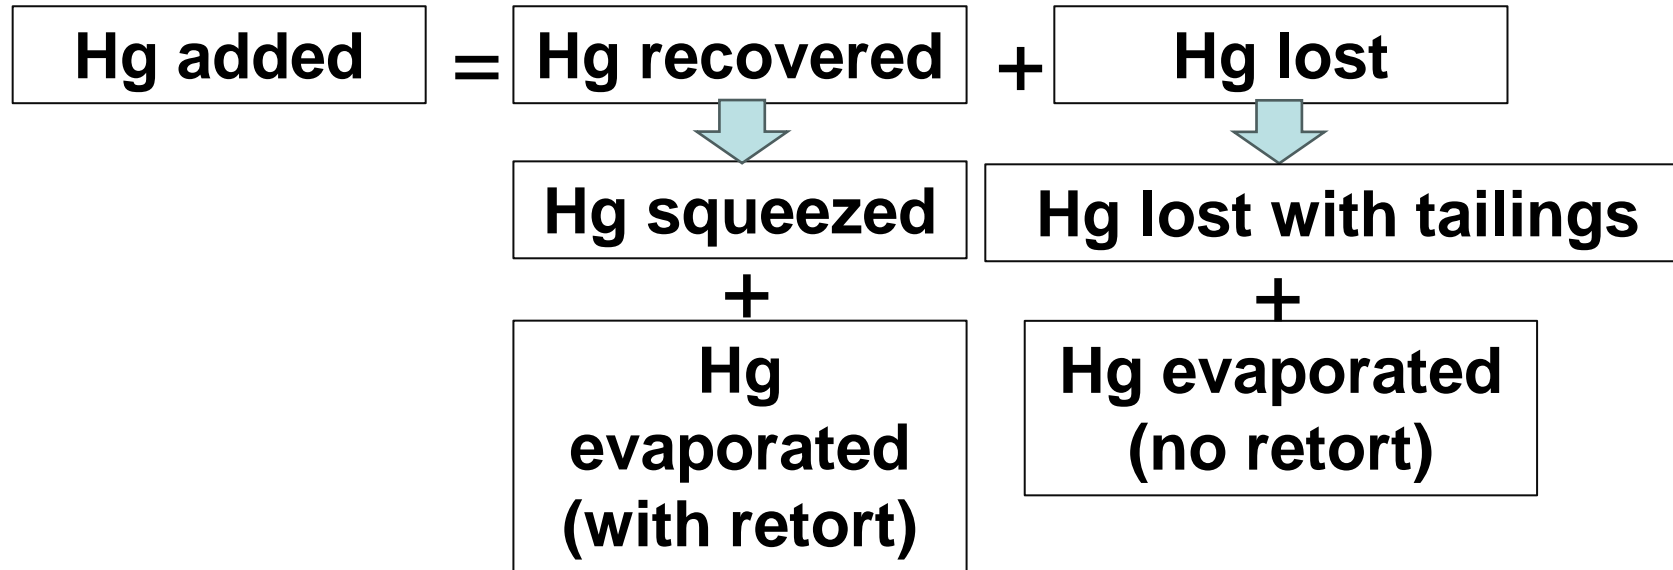 Hg added = Hg recovered + Hg lost
Hg squeezed Hg lost with tailings
+ +
Hg Hg evaporated
evaporated (no retort)
(with retort)